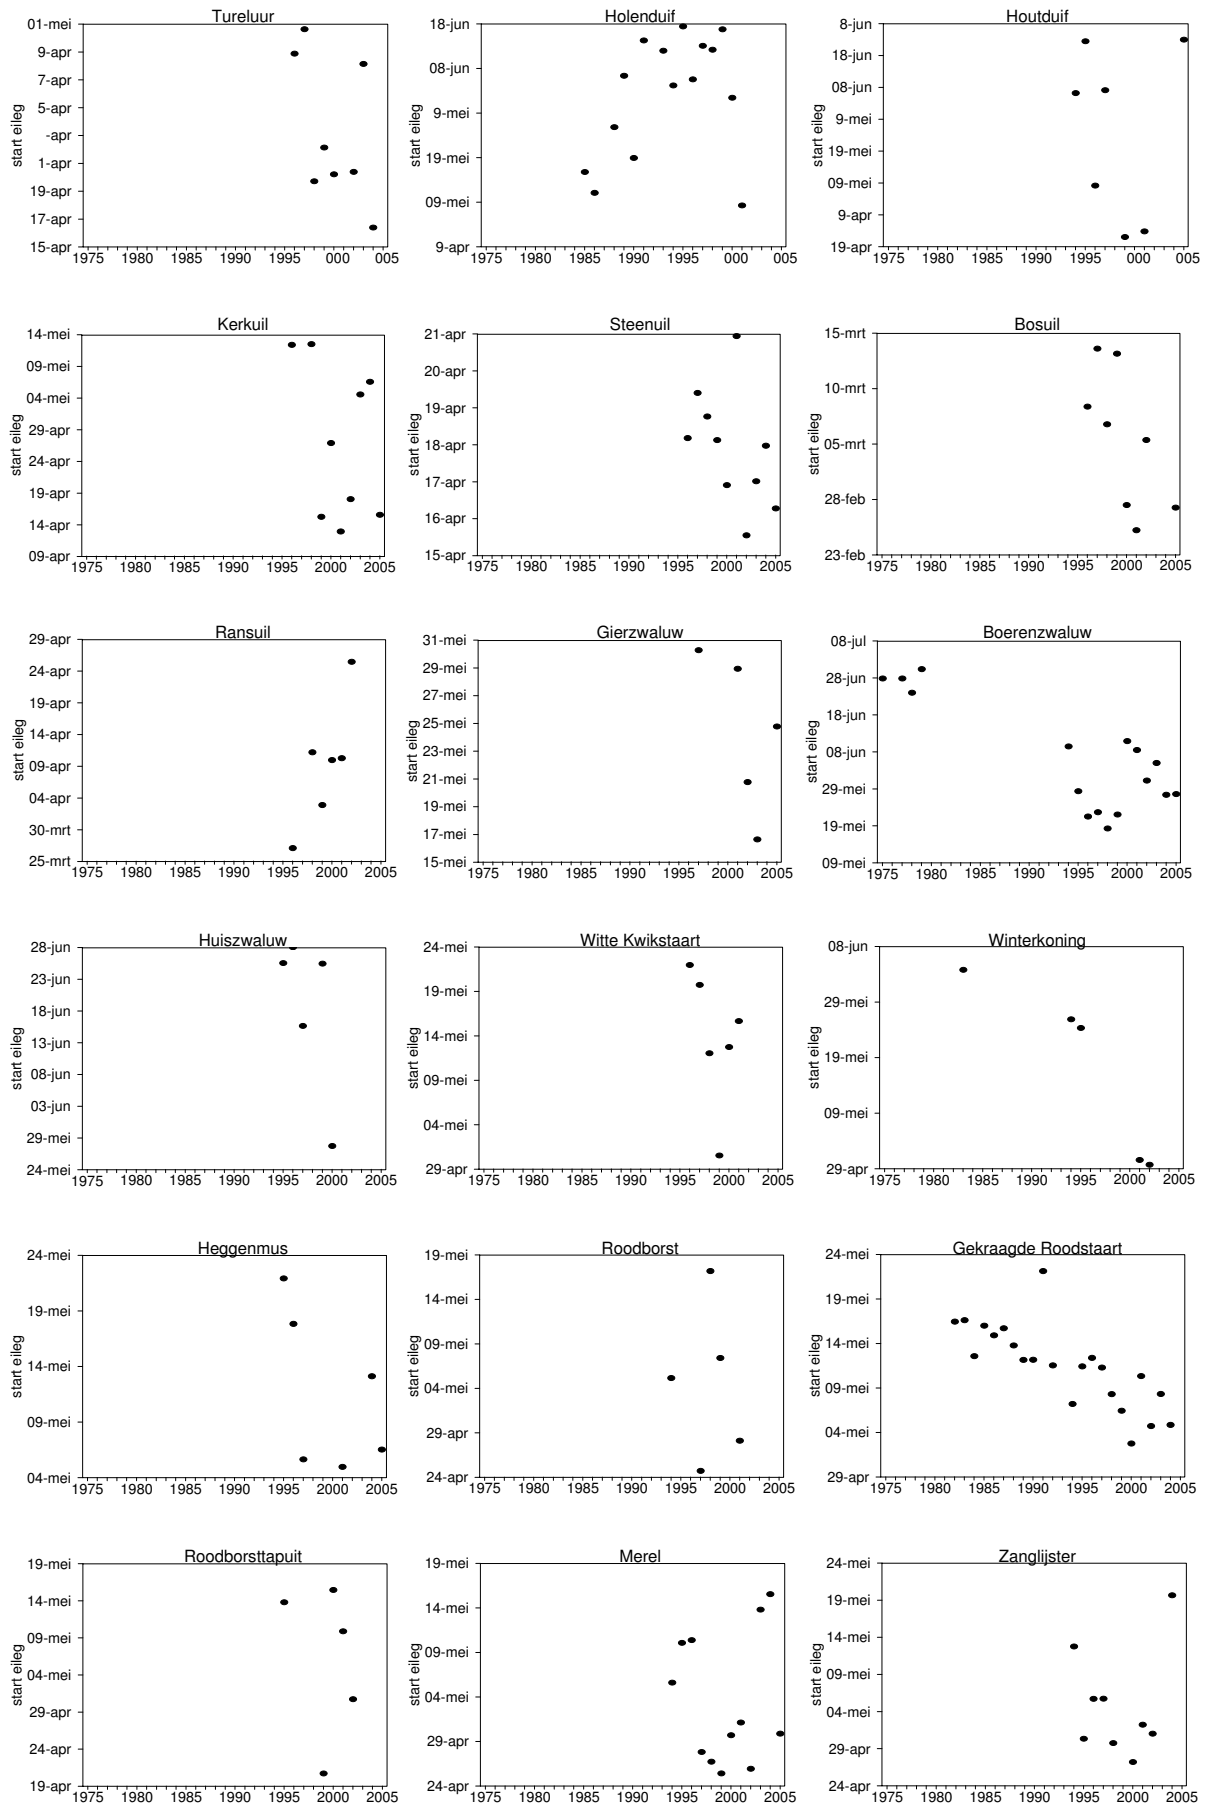 Tureluur
Holenduif
Houtduif
01-mei
9-apr
7-apr
5-apr
-apr
1-apr
19-apr
17-apr
15-apr
start eileg
1975 1980 1985 1990 1995 000 005
18-jun
08-jun
9-mei
19-mei
09-mei
9-apr
start eileg
1975 1980 1985 1990 1995 000 005
8-jun
18-jun
08-jun
9-mei
19-mei
09-mei
9-apr
19-apr
start eileg
1975 1980 1985 1990 1995 000 005
Kerkuil
Steenuil
Bosuil
14-mei
09-mei
04-mei
29-apr
24-apr
19-apr
14-apr
09-apr
start eileg
1975 1980 1985 1990 1995 2000 2005
21-apr
20-apr
19-apr
18-apr
17-apr
16-apr
15-apr
start eileg
1975 1980 1985 1990 1995 2000 2005
15-mrt
10-mrt
05-mrt
28-feb
23-feb
start eileg
1975 1980 1985 1990 1995 2000 2005
Ransuil
Gierzwaluw
Boerenzwaluw
29-apr
24-apr
19-apr
14-apr
09-apr
04-apr
30-mrt
25-mrt
start eileg
1975 1980 1985 1990 1995 2000 2005
31-mei
29-mei
27-mei
25-mei
23-mei
21-mei
19-mei
17-mei
15-mei
start eileg
1975 1980 1985 1990 1995 2000 2005
08-jul
28-jun
18-jun
08-jun
29-mei
19-mei
09-mei
start eileg
1975 1980 1985 1990 1995 2000 2005
Huiszwaluw
Witte Kwikstaart
Winterkoning
28-jun
23-jun
18-jun
13-jun
08-jun
03-jun
29-mei
24-mei
start eileg
1975 1980 1985 1990 1995 2000 2005
24-mei
19-mei
14-mei
09-mei
04-mei
29-apr
start eileg
1975 1980 1985 1990 1995 2000 2005
08-jun
29-mei
19-mei
09-mei
29-apr
start eileg
1975 1980 1985 1990 1995 2000 2005
Heggenmus
Roodborst
Gekraagde Roodstaart
24-mei
19-mei
14-mei
09-mei
04-mei
start eileg
1975 1980 1985 1990 1995 2000 2005
19-mei
14-mei
09-mei
04-mei
29-apr
24-apr
start eileg
1975 1980 1985 1990 1995 2000 2005
24-mei
19-mei
14-mei
09-mei
04-mei
29-apr
start eileg
1975 1980 1985 1990 1995 2000 2005
Roodborsttapuit
Merel
Zanglijster
19-mei
14-mei
09-mei
04-mei
29-apr
24-apr
19-apr
start eileg
1975 1980 1985 1990 1995 2000 2005
19-mei
14-mei
09-mei
04-mei
29-apr
24-apr
start eileg
1975 1980 1985 1990 1995 2000 2005
24-mei
19-mei
14-mei
09-mei
04-mei
29-apr
24-apr
start eileg
1975 1980 1985 1990 1995 2000 2005